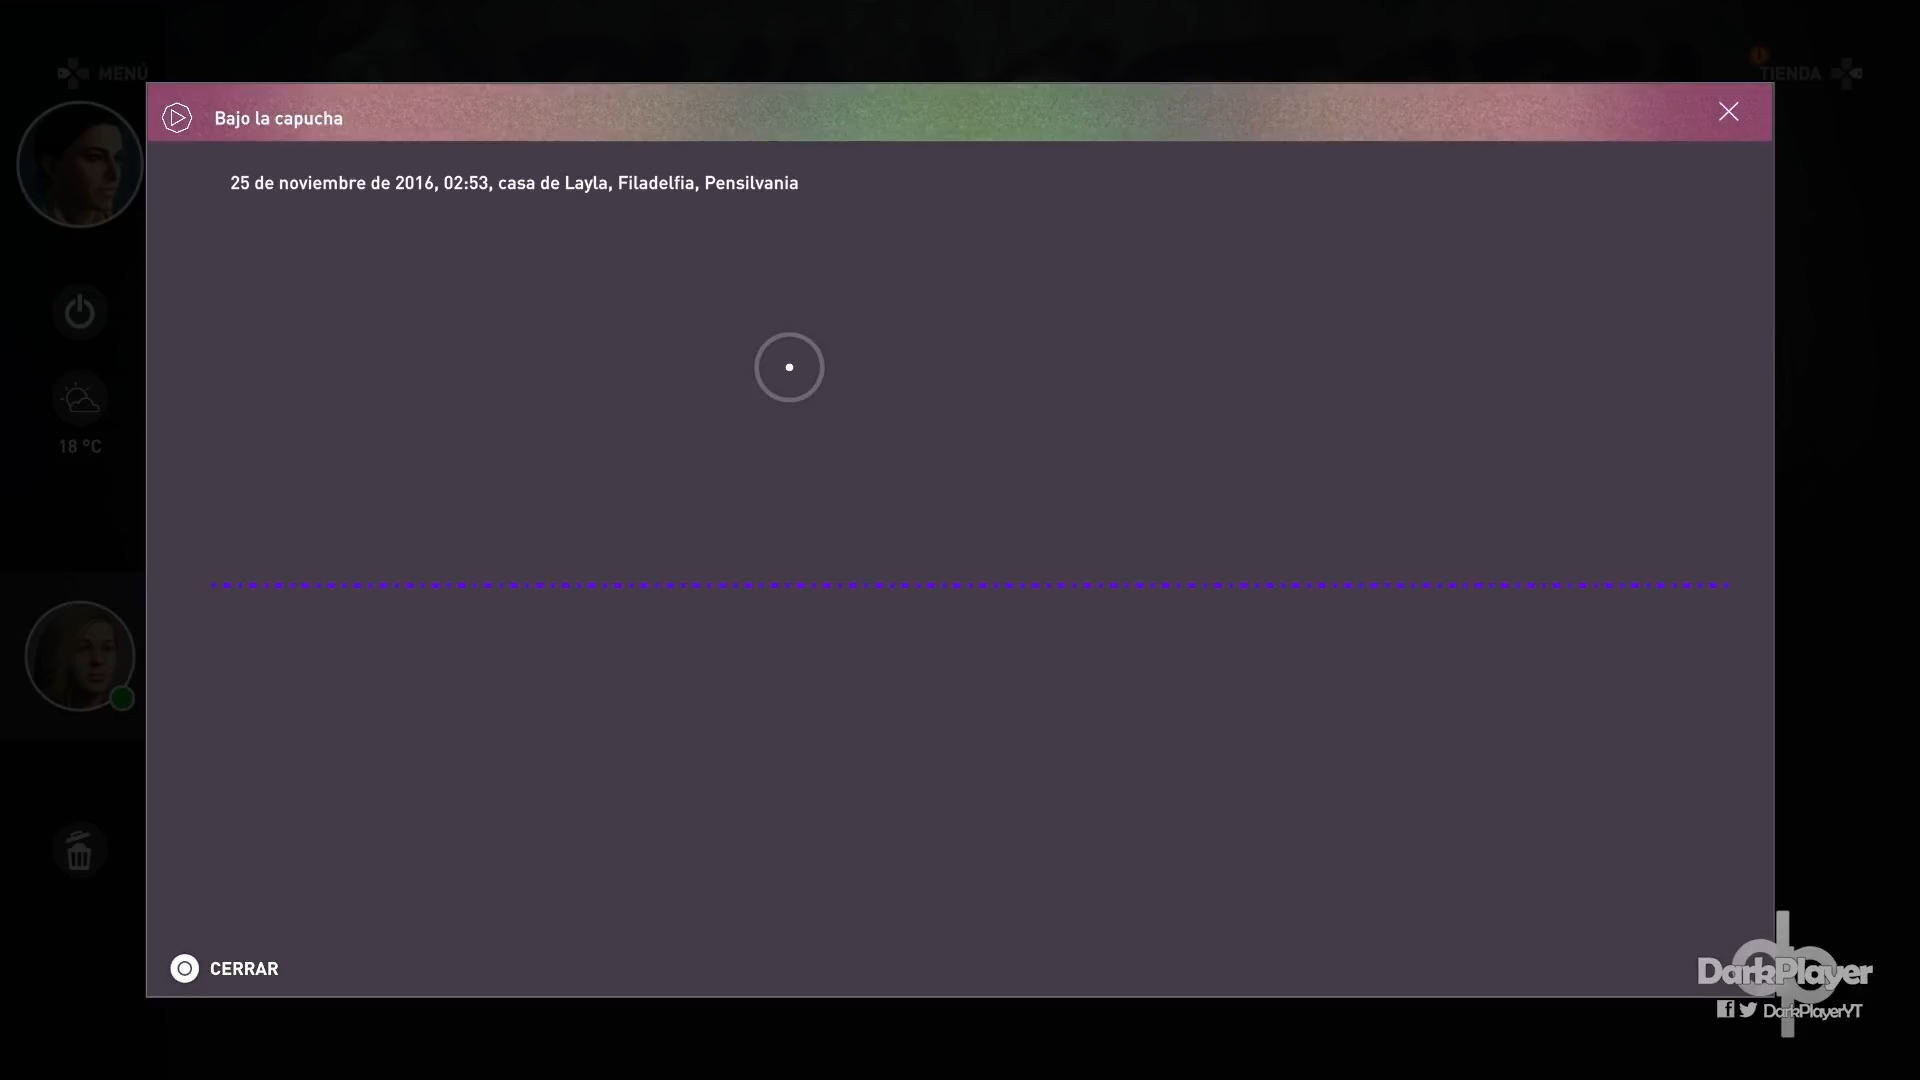 MENÚ
TIENDA
Bajo la capucha
25 de noviembre de 2016, 02:53, casa de Layla, Filadelfia, Pensilvania
18 °C
CERRAR
DarkPlayer
DarkPlayerYT